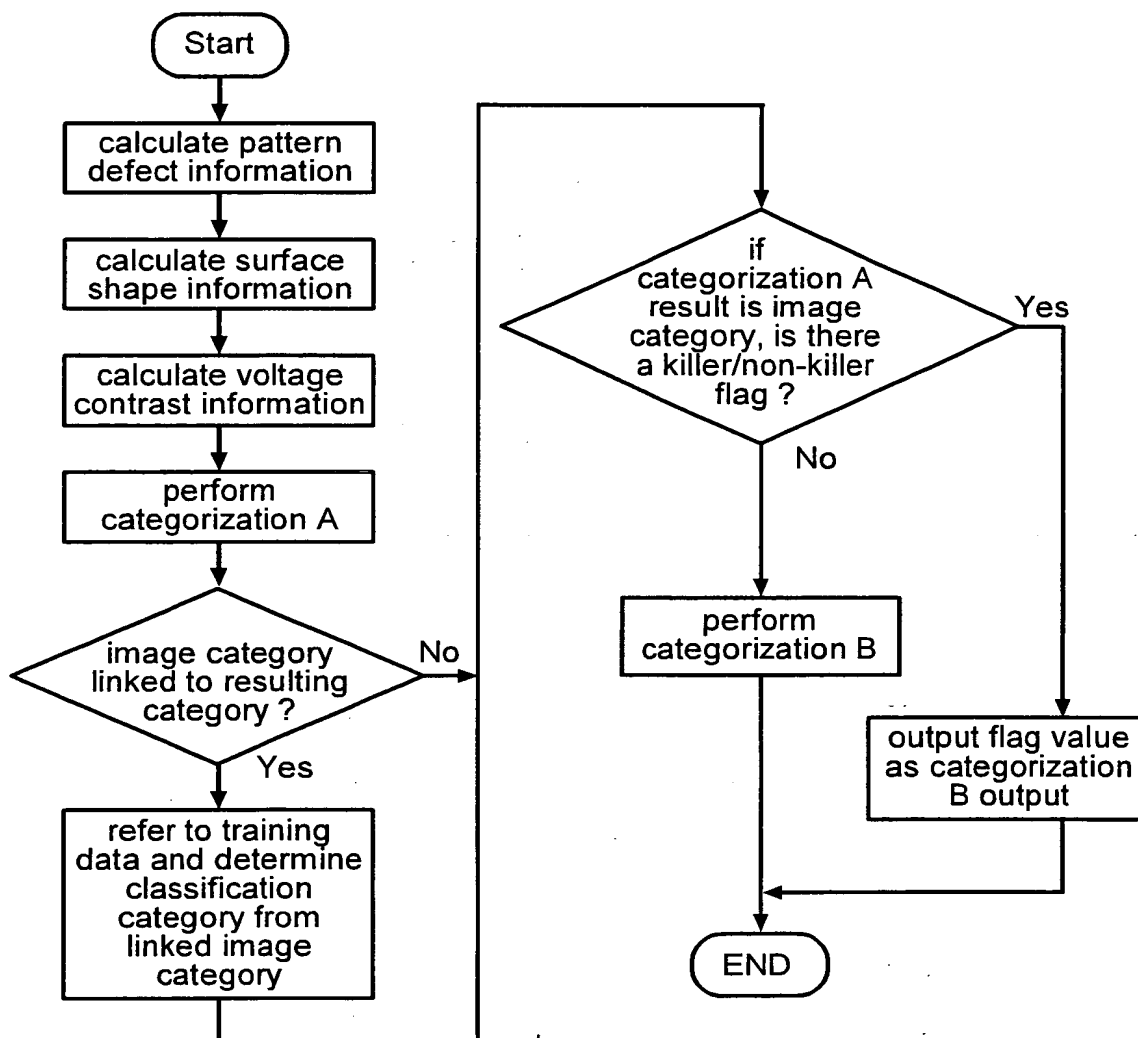 Start
calculate pattern
defect information
calculate surface
shape information
calculate voltage
contrast information
perform
categorization A
image category
linked to resulting
category ?
No
Yes
refer to training
data and determine
classification
category from
linked image
category
if
categorization A
result is image
category, is there
a killer/non-killer
flag ?
Yes
No
perform
categorization B
output flag value
as categorization
B output
END